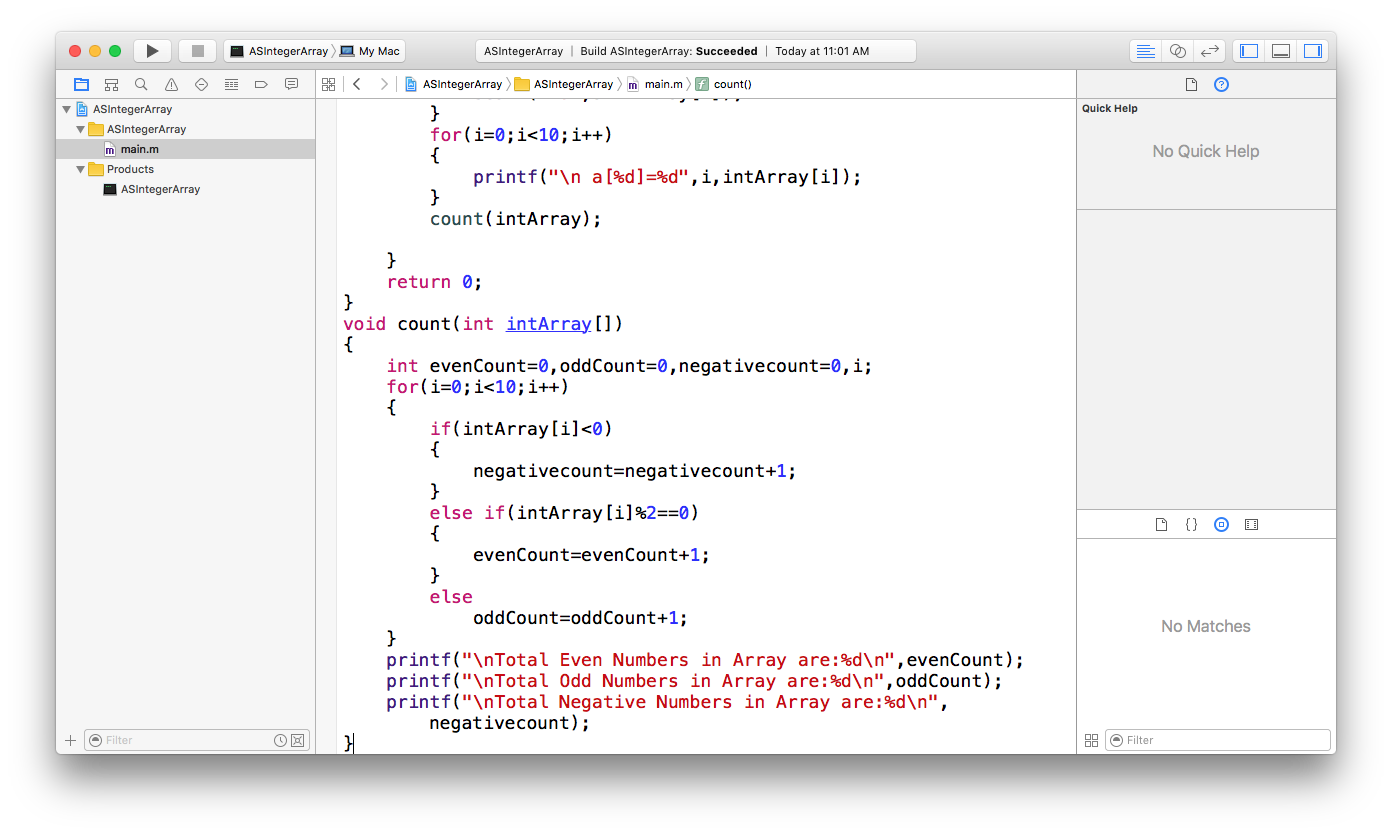 ASIntegerArray
My Mac
ASIntegerArray | Build ASIntegerArray: Succeeded | Today at 11:01 AM
ASIntegerArray
ASIntegerArray
main.m
count()
ASIntegerArray
ASIntegerArray
main.m
Products
ASIntegerArray
Filter
}
for(i=0;i<10;i++)
{
printf("\n a[%d]=%d",i,intArray[i]);
}
count(intArray);
}
return 0;
}
void count(int intArray[])
{
int evenCount=0,oddCount=0,negativecount=0,i;
for(i=0;i<10;i++)
{
if(intArray[i]<0)
{
negativecount=negativecount+1;
}
else if(intArray[i]%2==0)
{
evenCount=evenCount+1;
}
else
oddCount=oddCount+1;
}
printf("\nTotal Even Numbers in Array are:%d\n",evenCount);
printf("\nTotal Odd Numbers in Array are:%d\n",oddCount);
printf("\nTotal Negative Numbers in Array are:%d\n",
negativecount);
}
Quick Help
No Quick Help
No Matches
Filter